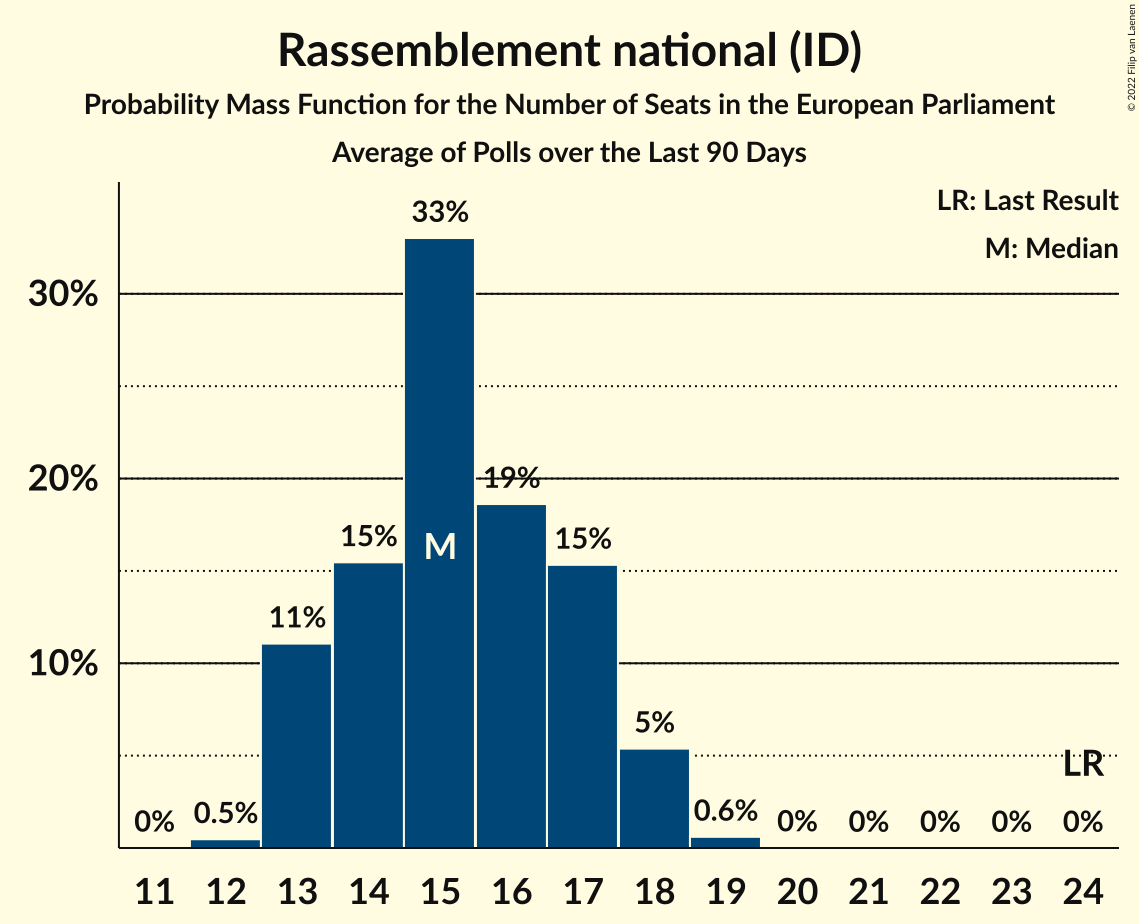 Rassemblement national (ID)
Probability Mass Function for the Number of Seats in the European Parliament
Average of Polls over the Last 90 Days
© 2022 Filip van Laenen
LR: Last Result
M: Median
33%
30%
20%
19%
15%
15%
M
11%
10%
5%
LR
0%
0.5%
0.6%
0%
0%
0%
0%
0%
11 12 13 14 15 16 17 18 19 20 21 22 23 24